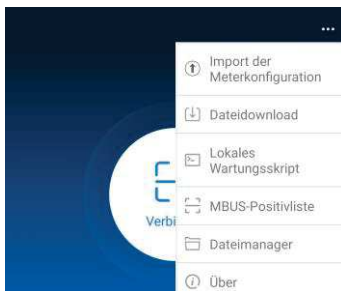 Import der
Meterkonfiguration
Dateidownload
Lokales
Wartungsskript
MBUS-Positivliste
Verbi
Dateimanager
Über